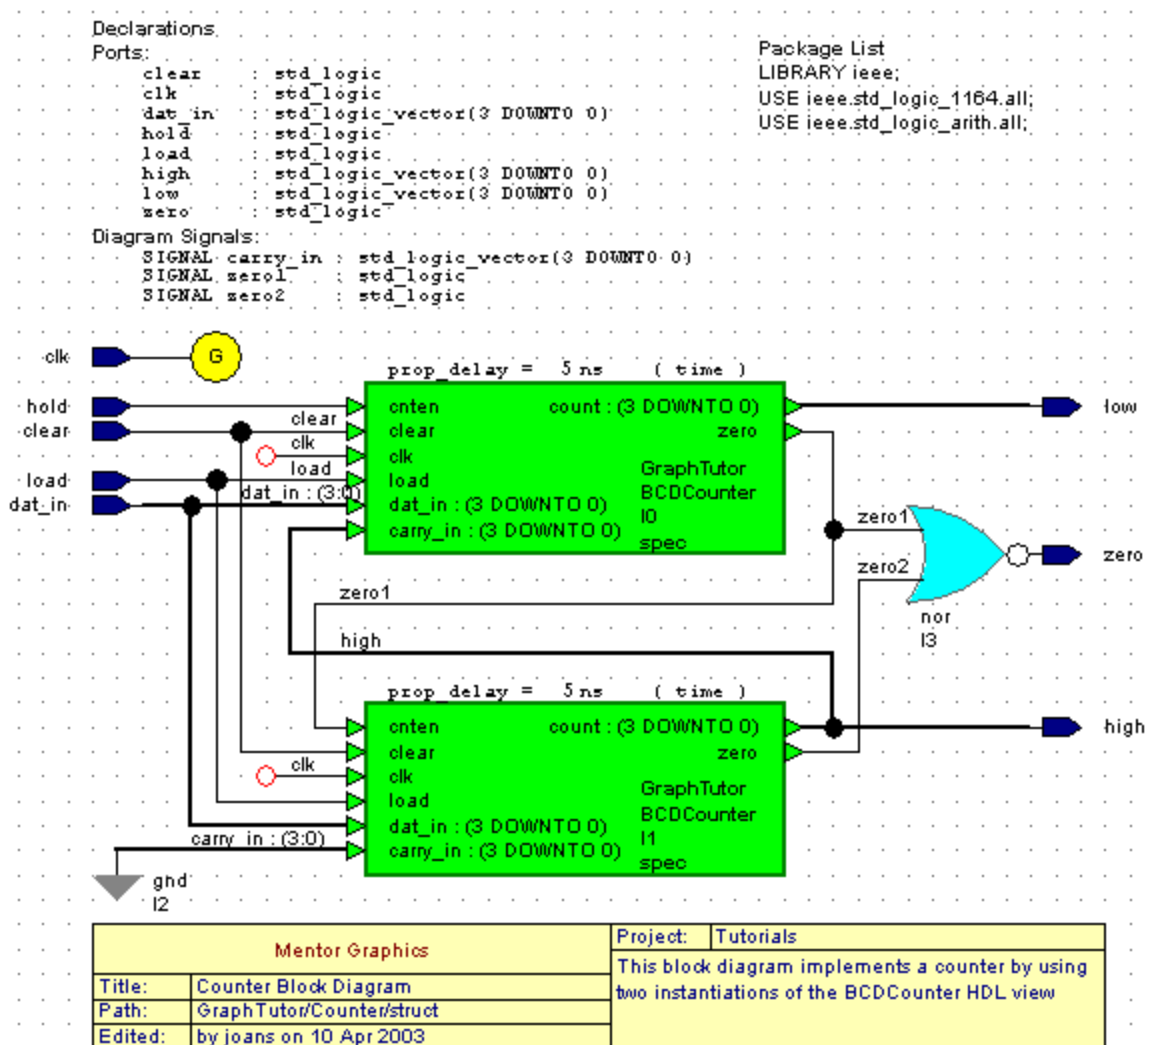 Declarations
Ports:
clear : std_logic
clk : std_logic
dat_in : std_logic_vector(3 DOWNTO 0)
hold : std_logic
load : std_logic
high : std_logic_vector(3 DOWNTO 0)
low : std_logic_vector(3 DOWNTO 0)
zero : std_logic
Diagram Signals:
SIGNAL carry_in : std_logic_vector(3 DOWNTO 0)
SIGNAL zero1 : std_logic
SIGNAL zero2 : std_logic
Package List
LIBRARY ieee;
USE ieee.std_logic_1164.all;
USE ieee.std_logic_arith.all;
clk
G
hold
clear
load
dat_in
clear
clk
load
dat_in : (3:0)
prop_delay = 5 ns ( time )
cnten count : (3 DOWNTO 0)
clear zero
clk
load
dat_in : (3 DOWNTO 0)
carry_in : (3 DOWNTO 0)
GraphTutor
BCDCounter
I0
spec
low
zero1
zero2
zero
nor
I3
zero1
high
prop_delay = 5 ns ( time )
cnten count : (3 DOWNTO 0)
clear zero
clk
load
dat_in : (3 DOWNTO 0)
carry_in : (3 DOWNTO 0)
GraphTutor
BCDCounter
I1
spec
high
clk
carry_in : (3:0)
gnd
I2
Mentor Graphics
Title: Counter Block Diagram
Path: GraphTutor/Counter/struct
Edited: by joans on 10 Apr 2003
Project: Tutorials
This block diagram implements a counter by using
two instantiations of the BCDCounter HDL view